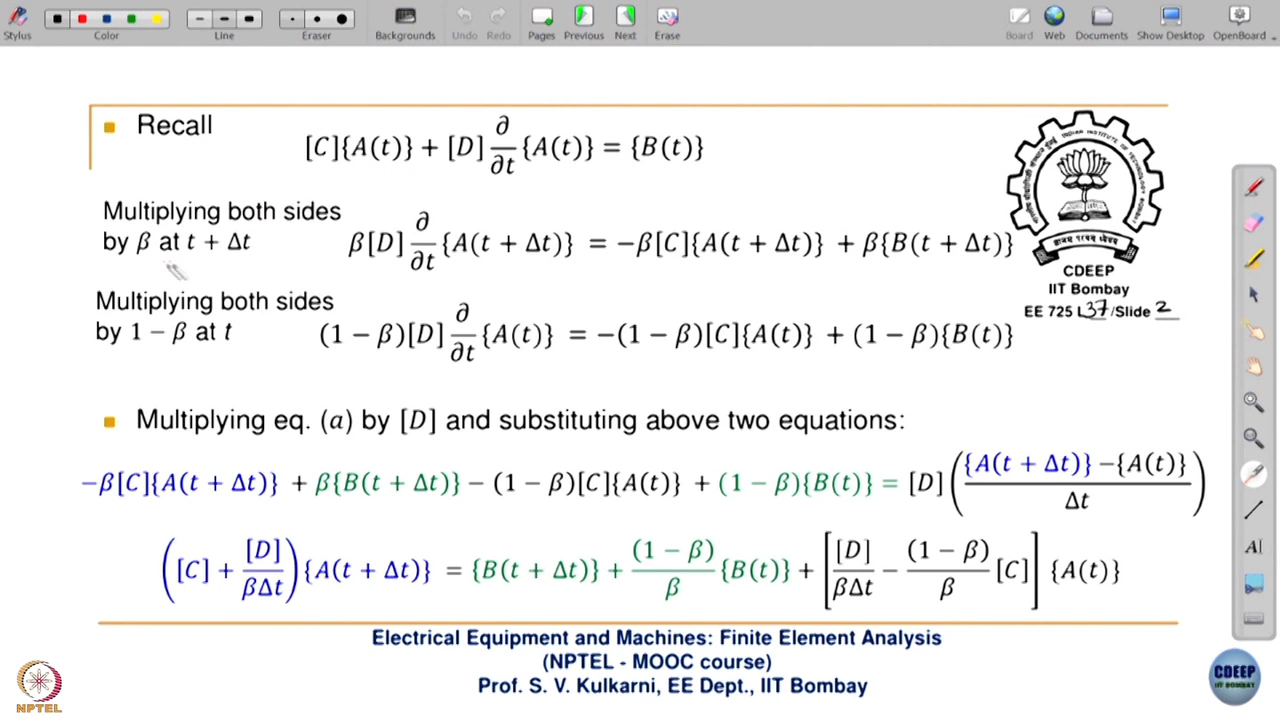 Stylus Color Line Eraser Backgrounds Undo Redo Pages Previous Next Erase Board Web Documents Show Desktop OpenBoard
▪ Recall
[C]{A(t)} + [D] ∂/∂t {A(t)} = {B(t)}
Multiplying both sides
by β at t + Δt
β[D] ∂/∂t {A(t + Δt)} = −β[C]{A(t + Δt)} + β{B(t + Δt)}
CDEEP
IIT Bombay
EE 725 L37/Slide 2
Multiplying both sides
by 1 − β at t
(1 − β)[D] ∂/∂t {A(t)} = −(1 − β)[C]{A(t)} + (1 − β){B(t)}
▪ Multiplying eq. (a) by [D] and substituting above two equations:
−β[C]{A(t + Δt)} + β{B(t + Δt)} − (1 − β)[C]{A(t)} + (1 − β){B(t)} = [D] ( ({A(t + Δt)} −{A(t)}) / Δt )
( [C] + [D]/βΔt ) {A(t + Δt)} = {B(t + Δt)} + (1 − β)/β {B(t)} + [ [D]/βΔt − (1 − β)/β [C] ] {A(t)}
Electrical Equipment and Machines: Finite Element Analysis
(NPTEL - MOOC course)
Prof. S. V. Kulkarni, EE Dept., IIT Bombay
NPTEL
CDEEP
IIT BOMBAY
AI